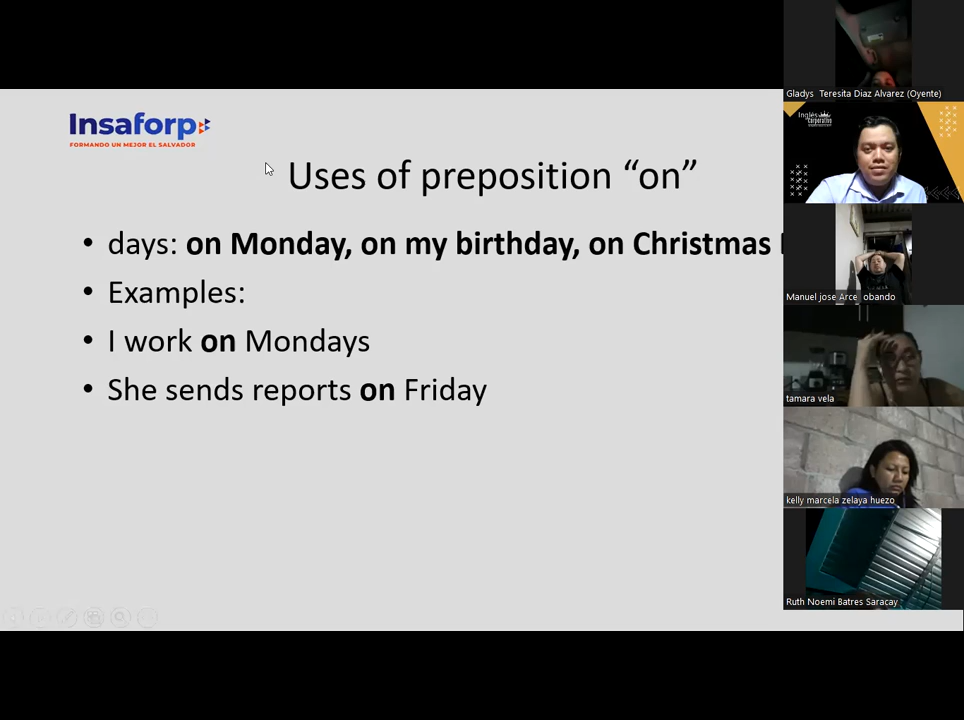 Insaforp
FORMANDO UN MEJOR EL SALVADOR
Uses of preposition “on”
• days: on Monday, on my birthday, on Christmas
• Examples:
• I work on Mondays
• She sends reports on Friday
Gladys Teresita Diaz Alvarez (Oyente)
Inglés
corporativo
Manuel jose Arce obando
tamara vela
kelly marcela zelaya huezo
Ruth Noemi Batres Saracay